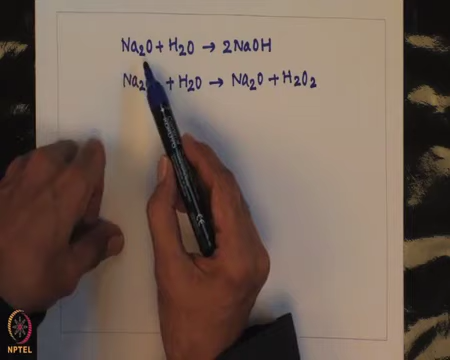 Na₂O + H₂O → 2NaOH
Na₂ + H₂O → Na₂O + H₂O₂
NPTEL